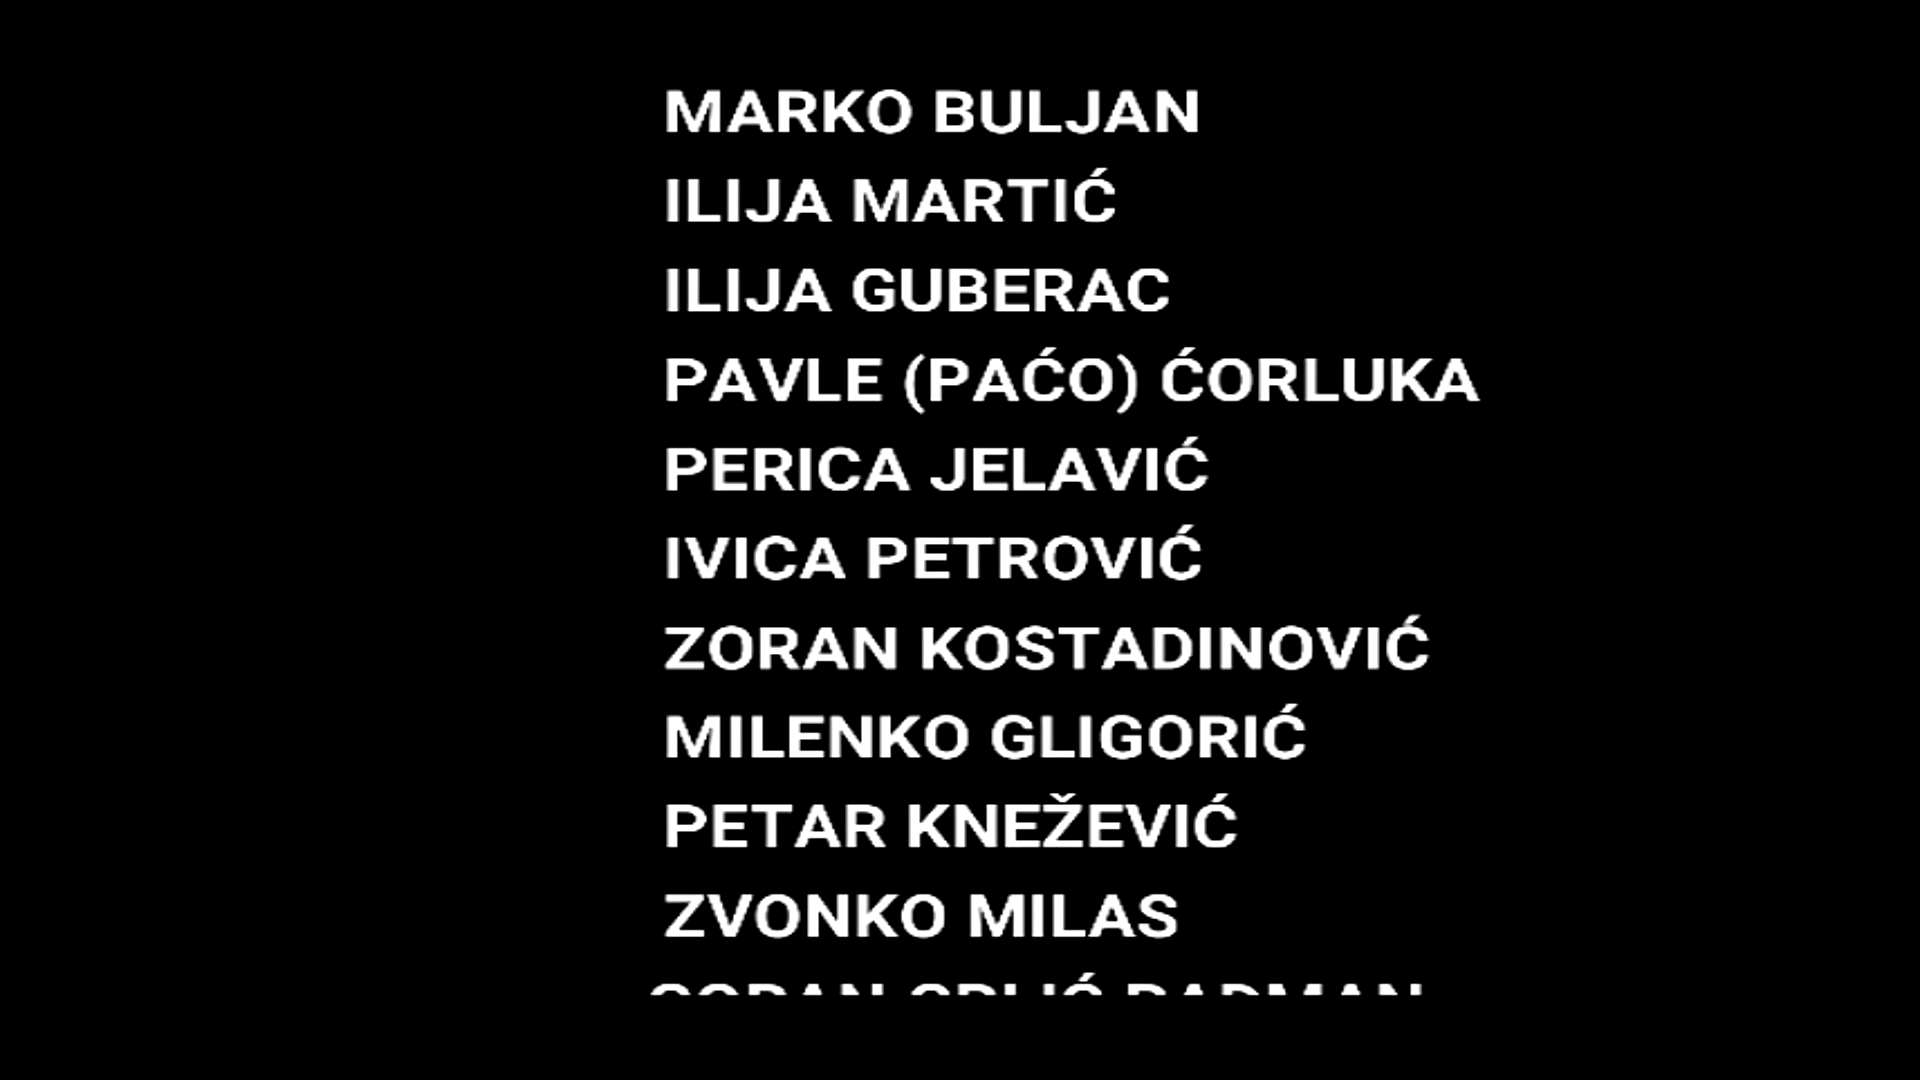 MARKO BULJAN
ILIJA MARTIĆ
ILIJA GUBERAC
PAVLE (PAĆO) ĆORLUKA
PERICA JELAVIĆ
IVICA PETROVIĆ
ZORAN KOSTADINOVIĆ
MILENKO GLIGORIĆ
PETAR KNEŽEVIĆ
ZVONKO MILAS